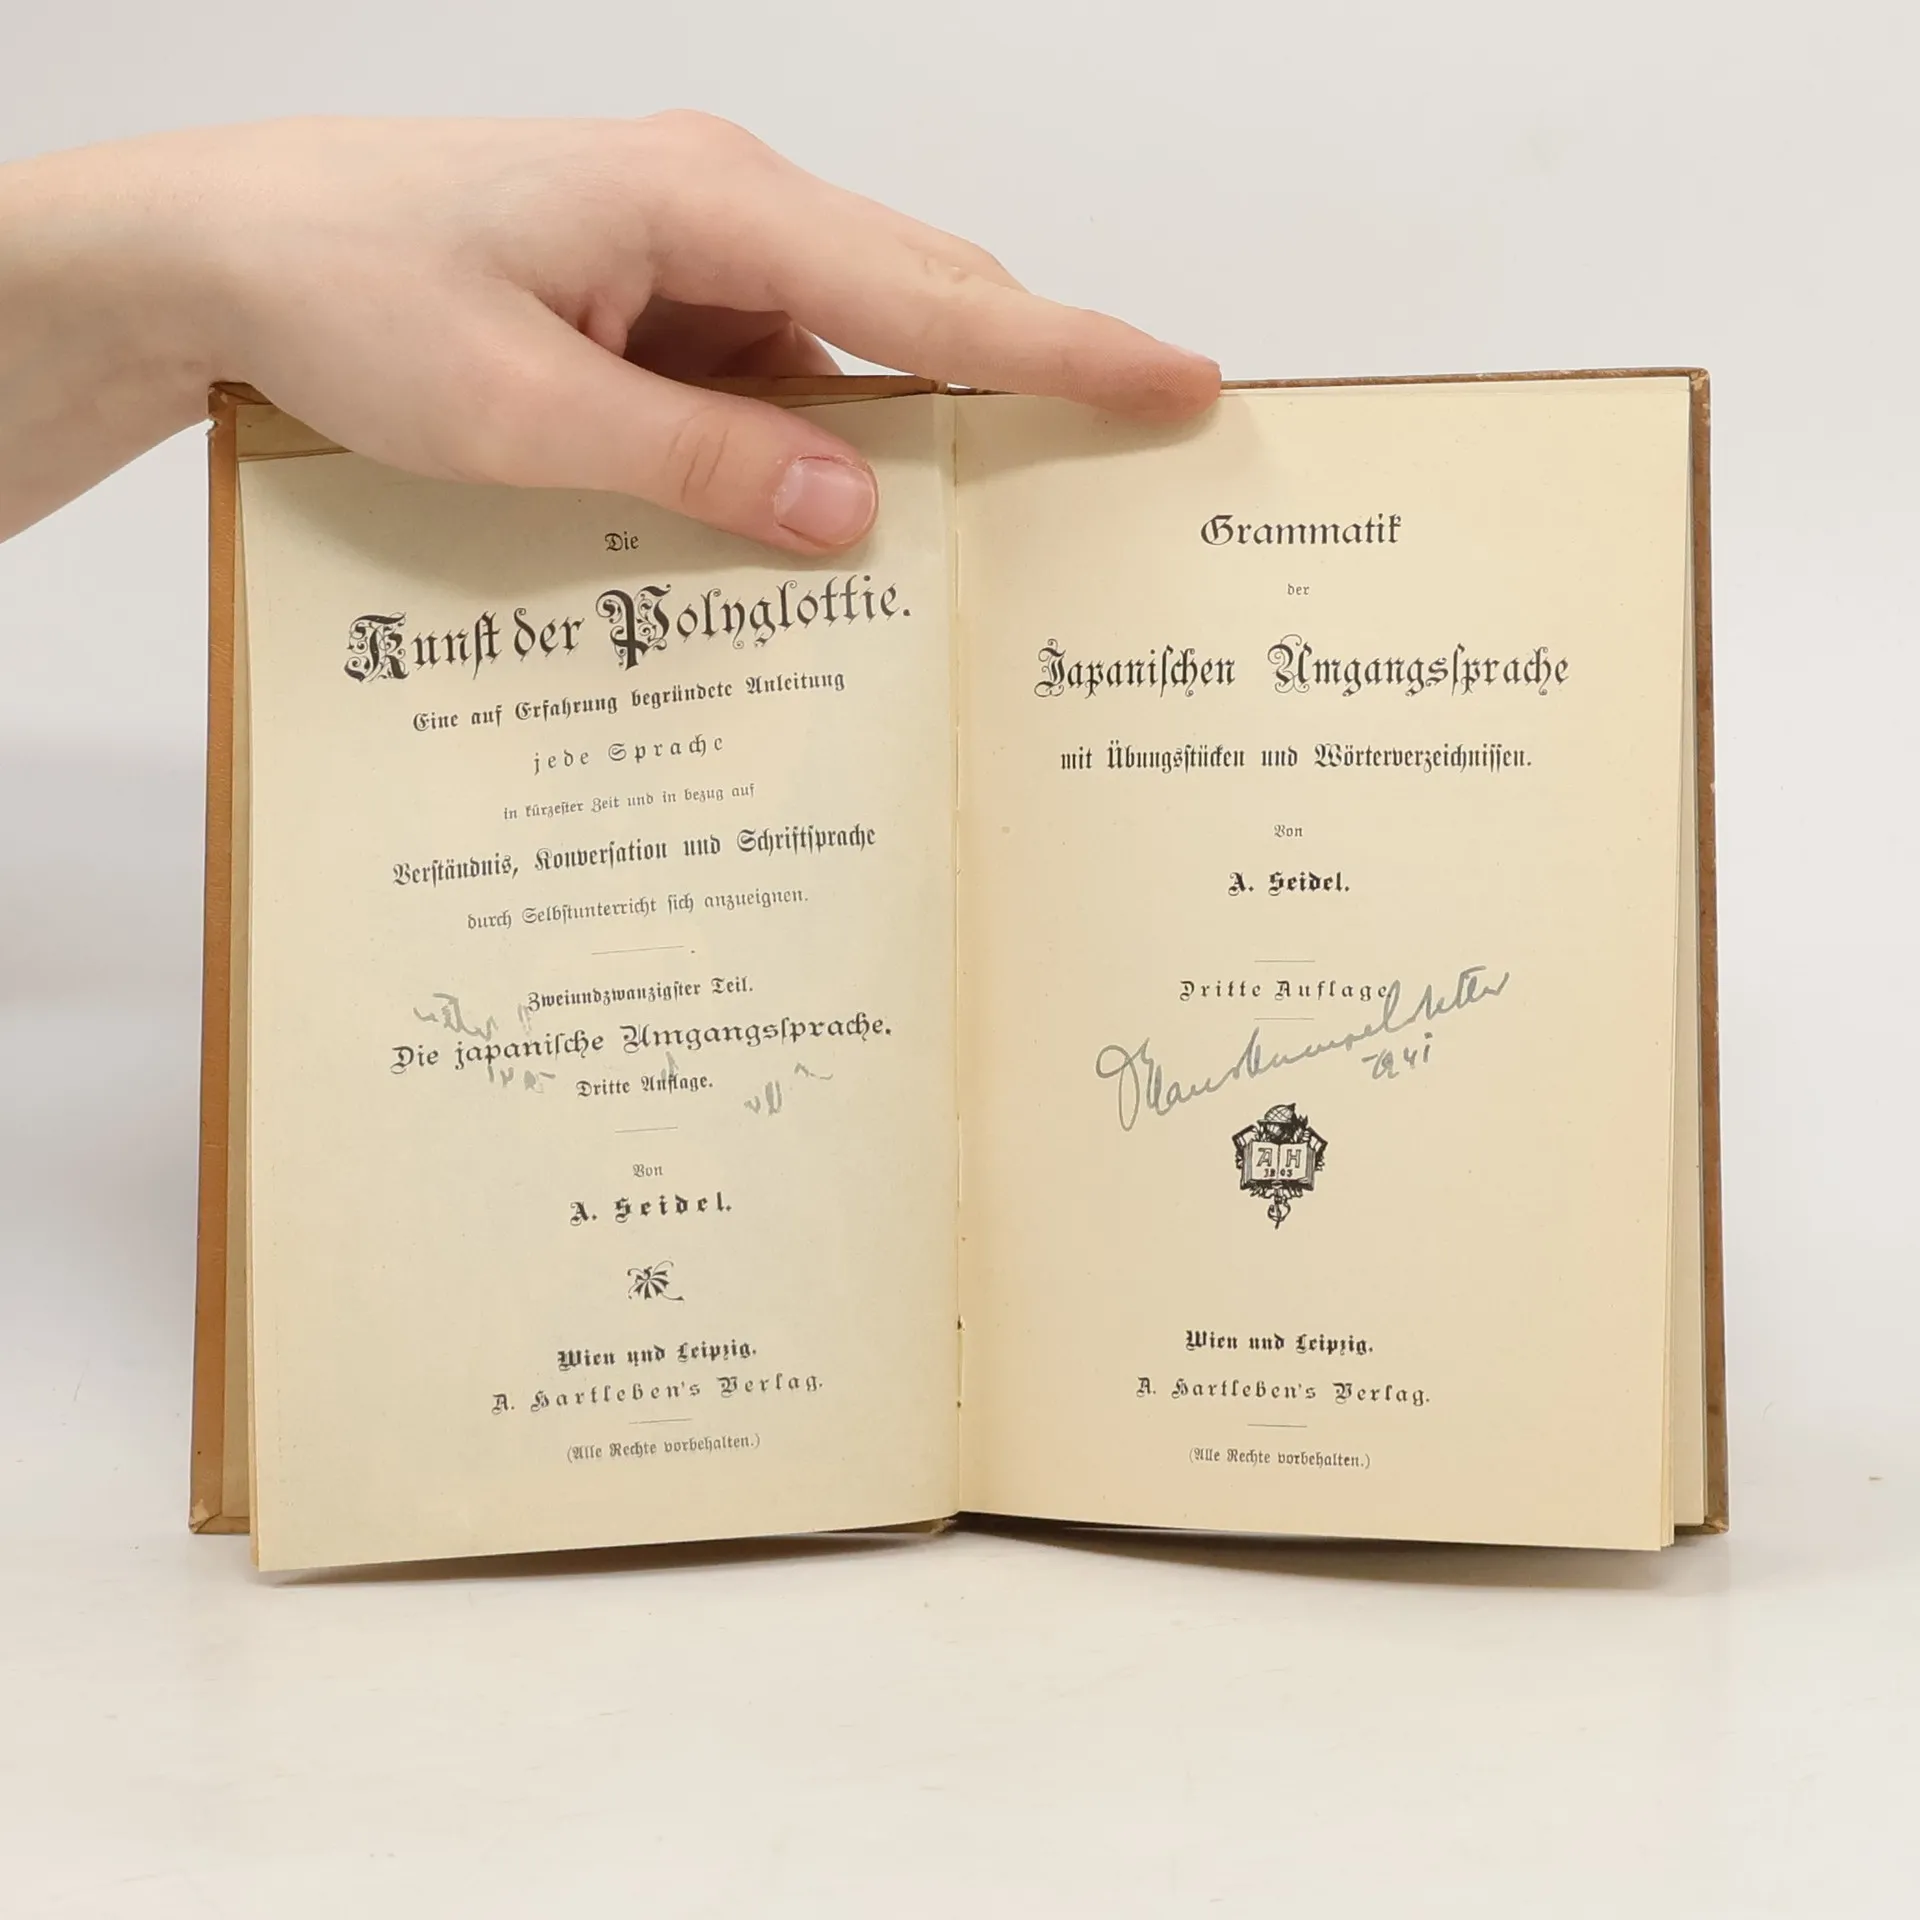 Die
Kunst der Polyglottie.
Eine auf Erfahrung begründete Anleitung
jede Sprache
in kürzester Zeit und in bezug auf
Verständnis, Konversation und Schriftsprache
durch Selbstunterricht sich anzueignen.
Zweiundzwanzigster Teil.
Die japanische Umgangssprache.
Dritte Auflage.
Von
A. Seidel.
Wien und Leipzig.
A. Hartleben's Verlag.
(Alle Rechte vorbehalten.)
Grammatik
der
Japanischen Umgangssprache
mit Übungsstücken und Wörterverzeichnissen.
Von
A. Seidel.
Dritte Auflage
A H
1803
Wien und Leipzig.
A. Hartleben's Verlag.
(Alle Rechte vorbehalten.)